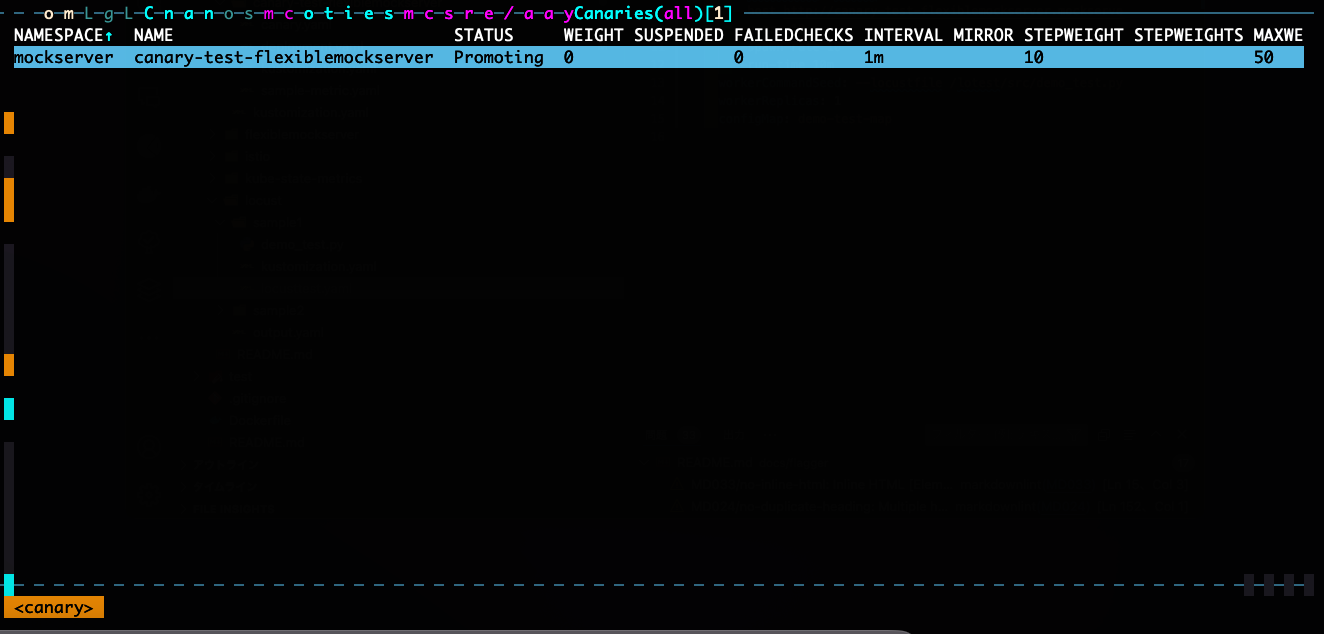 Canaries(all)[1]
NAMESPACE↑ NAME STATUS WEIGHT SUSPENDED FAILEDCHECKS INTERVAL MIRROR STEPWEIGHT STEPWEIGHTS MAXWE
mockserver canary-test-flexiblemockserver Promoting 0 0 1m 10 50
<canary>